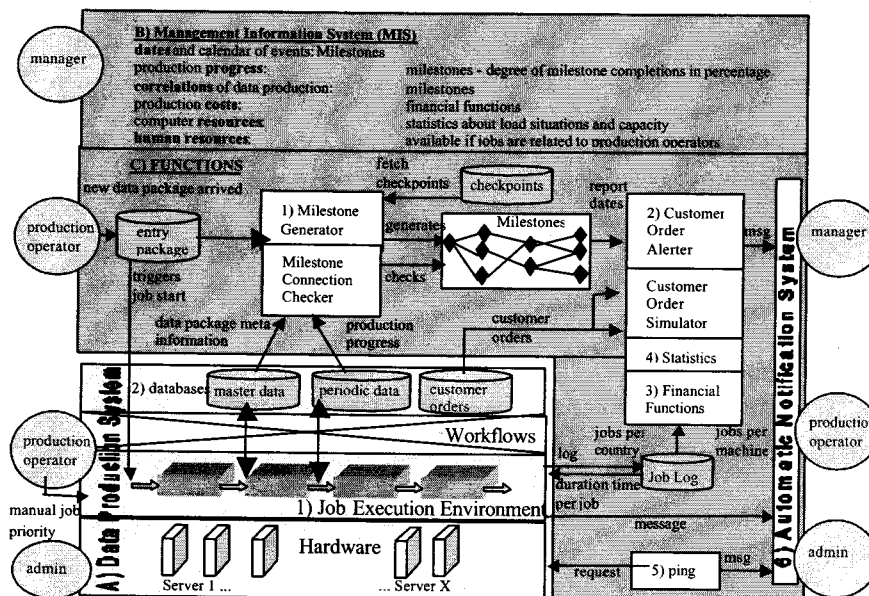 B) Management Information System (MIS)
dates and calendar of events: Milestones
production progress: milestones - degree of milestone completions in percentage
correlations of data production: milestones
production costs: financial functions
computer resources: statistics about load situations and capacity
human resources: available if jobs are related to production operators
manager
C) FUNCTIONS
new data package arrived
fetch
checkpoints
checkpoints
report
dates
production
operator
entry
package
1) Milestone
Generator
generates
Milestones
2) Customer
Order
Alerter
msg
manager
triggers
job start
Milestone
Connection
Checker
checks
Customer
Order
Simulator
data package meta
information
production
progress
customer
orders
4) Statistics
3) Financial
Functions
2) databases
master data
periodic data
customer
orders
Workflows
production
operator
log
jobs per
country
jobs per
machine
production
operator
Job Log
duration time
per job
1) Job Execution Environment
manual job
priority
message
A) Data Production System
6) Automatic Notification System
Hardware
admin
Server 1 ...
... Server X
request
5) ping
msg
admin